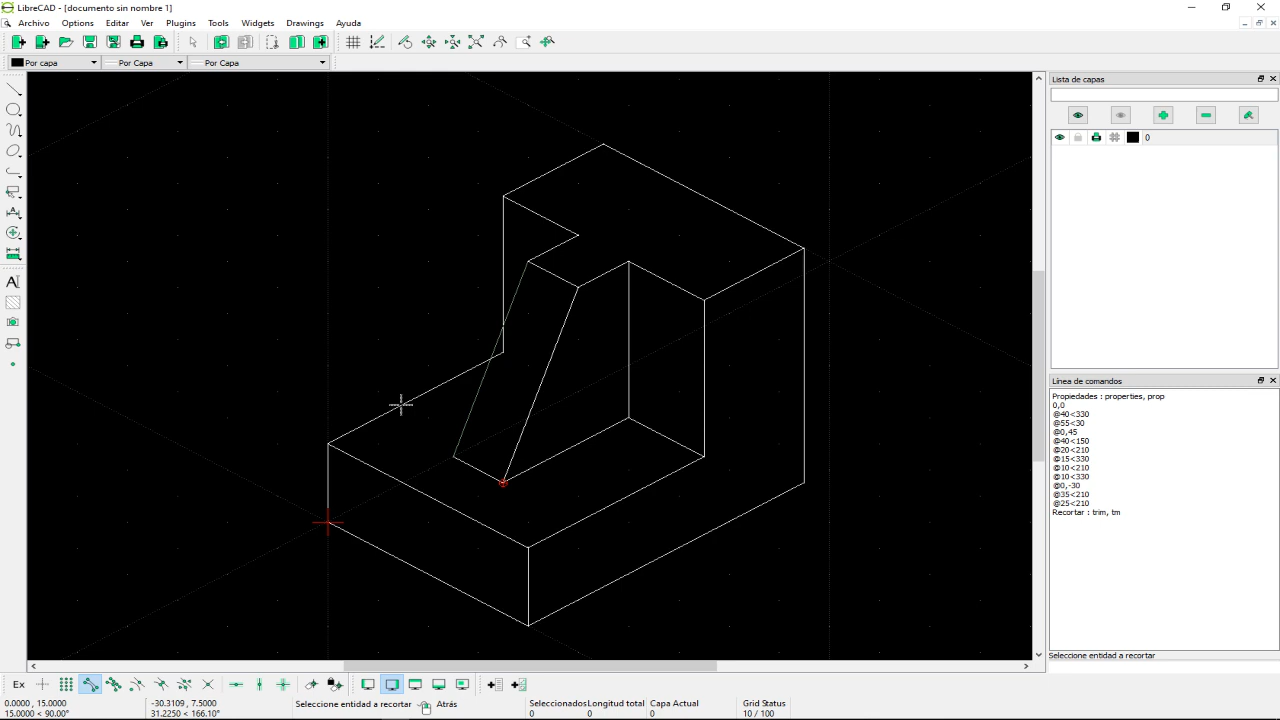 LibreCAD - [documento sin nombre 1]
Archivo Options Editar Ver Plugins Tools Widgets Drawings Ayuda
Por capa Por Capa Por Capa
Lista de capas
0
Línea de comandos
Propiedades : properties, prop
0,0
@40<330
@55<30
@0,45
@40<150
@20<210
@15<330
@10<210
@10<330
@0,-30
@35<210
@25<210
Recortar : trim, tm
Seleccione entidad a recortar
Ex
0.0000 , 15.0000
15.0000 < 90.00°
-30.3109 , 7.5000
31.2250 < 166.10°
Seleccione entidad a recortar Atrás
Seleccionados Longitud total
0 0
Capa Actual
0
Grid Status
10 / 100